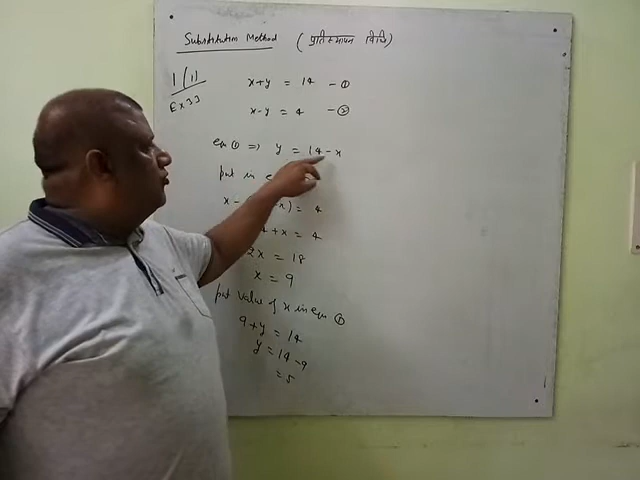 Substitution Method (प्रतिस्थापन विधि)
1(i)
Ex 3.3
x+y = 14 - ①
x-y = 4 - ②
eqn ① => y = 14 - x
put in
x - x) = 4
+ x = 4
2x = 18
x = 9
put value of x in eqn ①
9+y = 14
y = 14-9
= 5